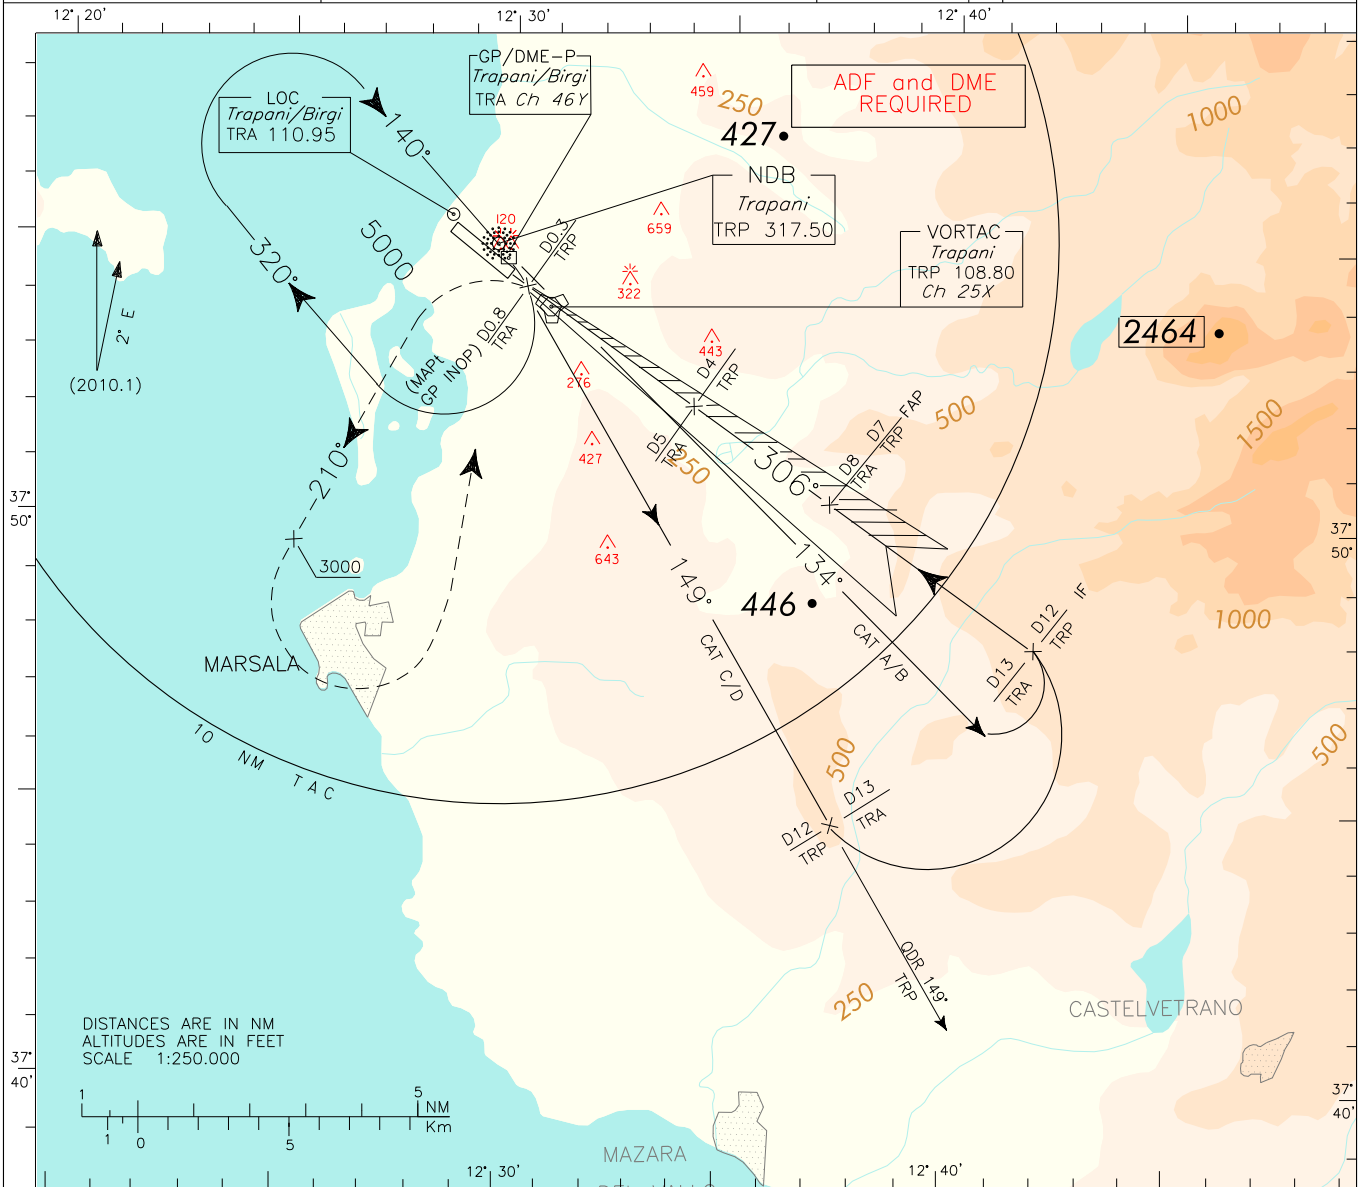 12° 20'
12° 30'
12° 40'
GP/DME-P
Trapani/Birgi
TRA Ch 46Y
LOC
Trapani/Birgi
TRA 110.95
ADF and DME
REQUIRED
459
250
427
1000
140°
NDB
Trapani
TRP 317.50
120
659
D0.3
TRP
VORTAC
Trapani
TRP 108.80
Ch 25X
5000
320°
322
2° E
(2010.1)
D0.8
TRA
(MAPt
GP INOP)
443
2464
276
D4
TRP
D5
TRA
250
427
500
1500
D7
TRP
FAP
D8
TRA
306°
210°
37°
50'
37°
50'
3000
643
134°
149°
446
1000
D12
TRP
IF
D13
TRA
CAT A/B
CAT C/D
MARSALA
10 NM TAC
500
500
D13
TRA
D12
TRP
QDR 149°
TRP
250
CASTELVETRANO
DISTANCES ARE IN NM
ALTITUDES ARE IN FEET
SCALE 1:250.000
37°
40'
37°
40'
1
5
NM
Km
1
0
5
MAZARA
12° 30'
12° 40'